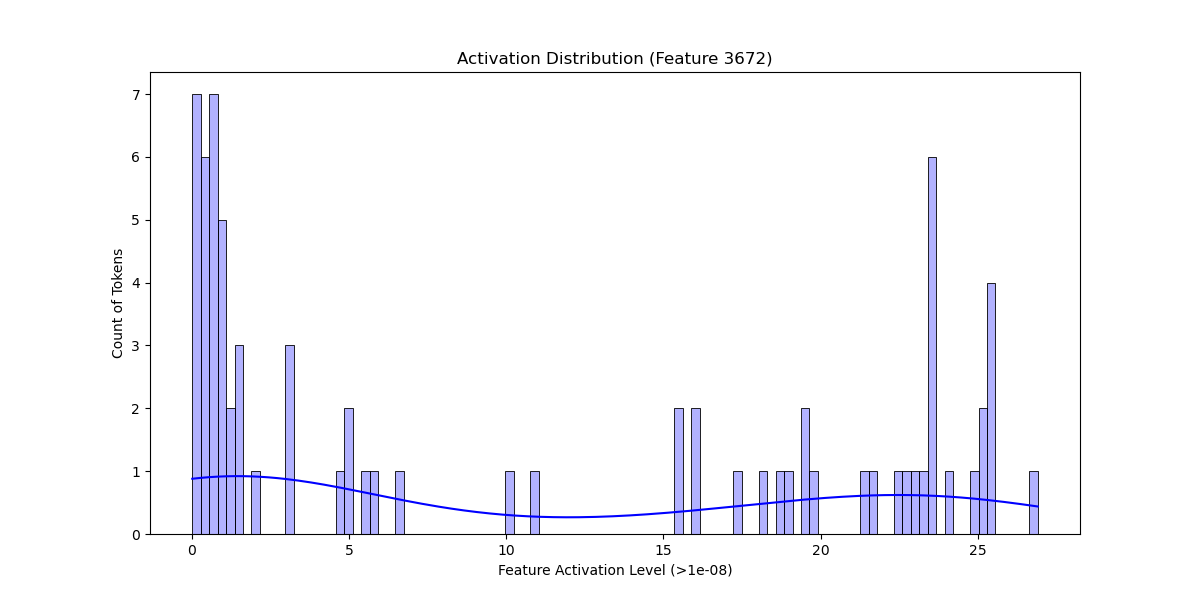 Activation Distribution (Feature 3672)
Count of Tokens
7
6
5
4
3
2
1
0
0 5 10 15 20 25
Feature Activation Level (>1e-08)